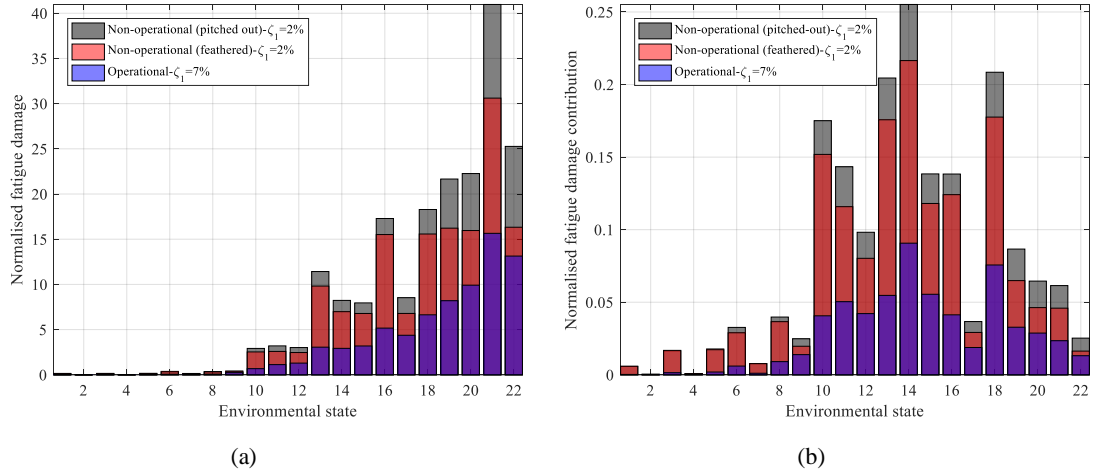 Non-operational (pitched out)-ζ1=2%
Non-operational (feathered)-ζ1=2%
Operational-ζ1=7%
Normalised fatigue damage
40
35
30
25
20
15
10
5
0
2 4 6 8 10 12 14 16 18 20 22
Environmental state
(a)
Non-operational (pitched-out)-ζ1=2%
Non-operational (feathered)-ζ1=2%
Operational-ζ1=7%
Normalised fatigue damage contribution
0.25
0.2
0.15
0.1
0.05
0
2 4 6 8 10 12 14 16 18 20 22
Environmental state
(b)